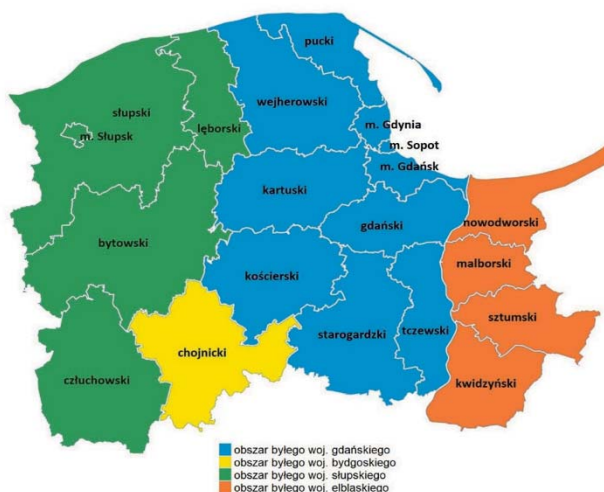 pucki
wejherowski
słupski
lęborski
m. Słupsk
m. Gdynia
m. Sopot
m. Gdańsk
kartuski
gdański
nowodworski
bytowski
malborski
kościerski
sztumski
starogardzki
tczewski
chojnicki
człuchowski
kwidzyński
obszar byłego woj. gdańskiego
obszar byłego woj. bydgoskiego
obszar byłego woj. słupskiego
obszar byłego woj. elbląskiego